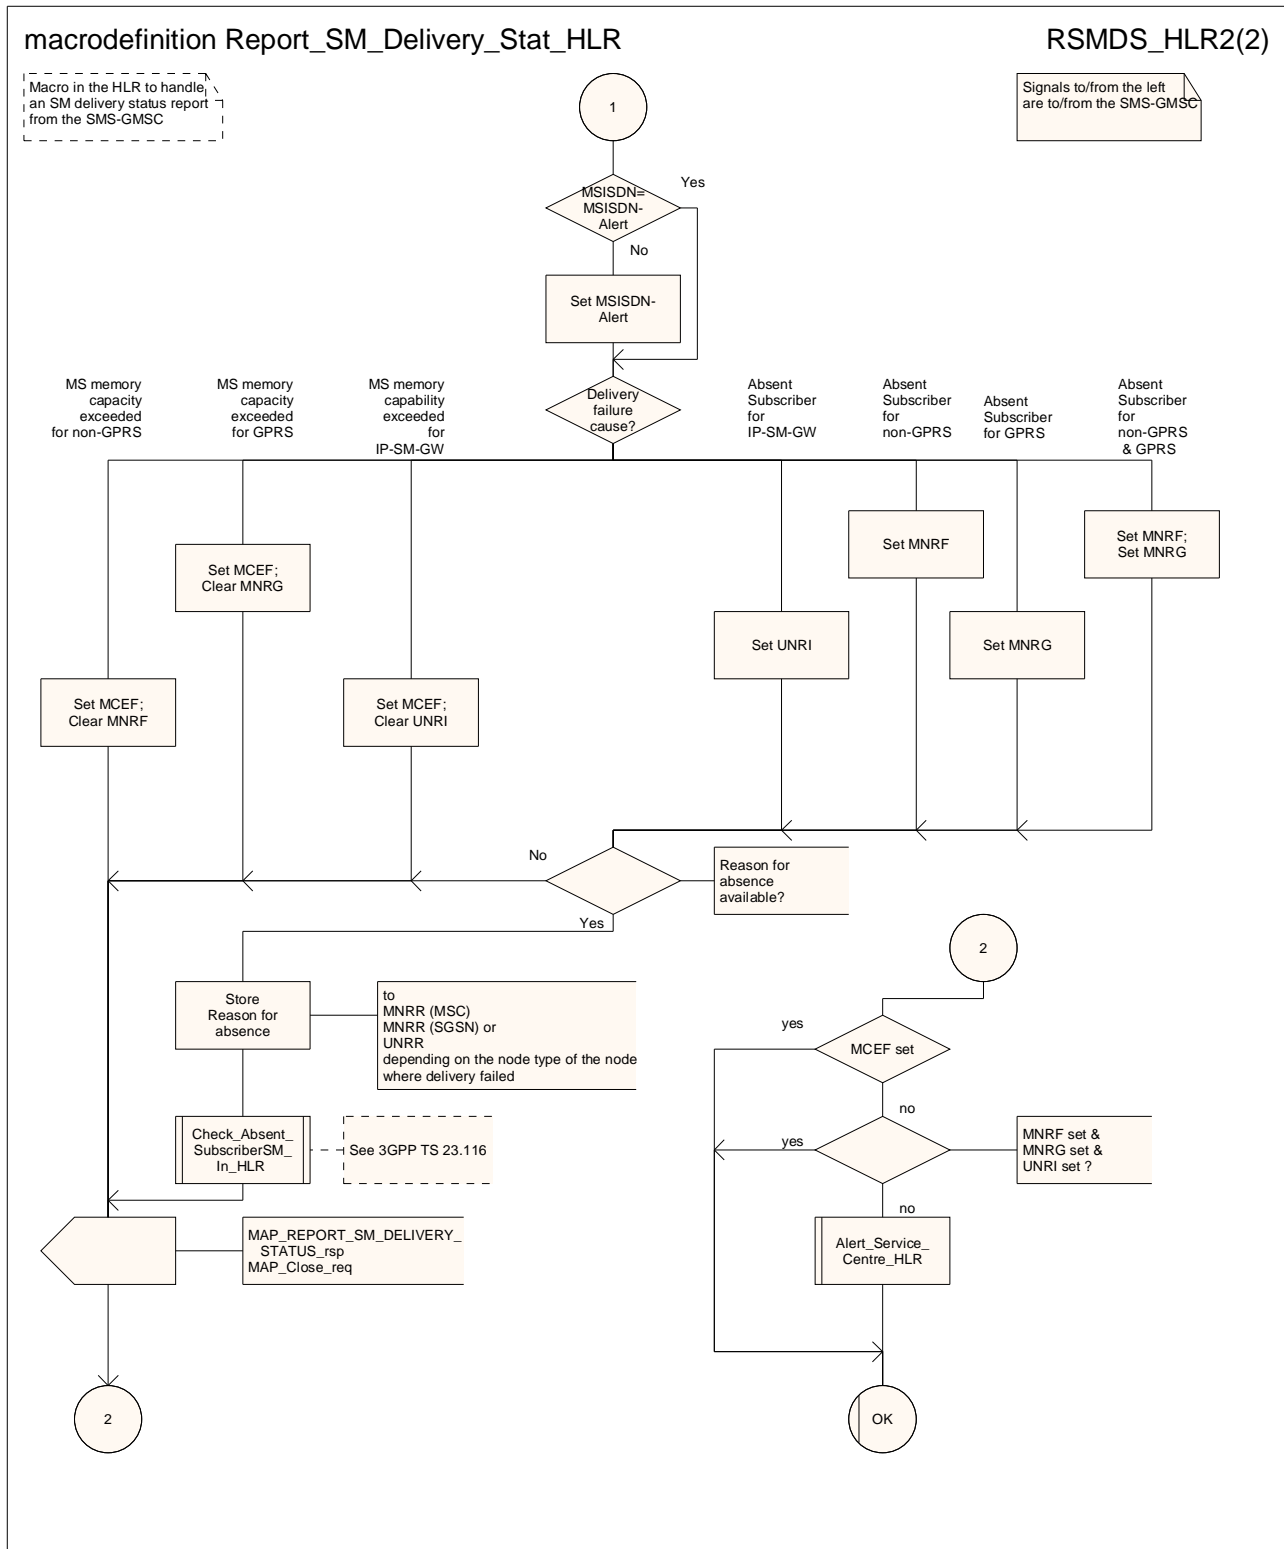 macrodefinition Report_SM_Delivery_Stat_HLR
RSMDS_HLR2(2)
Macro in the HLR to handle
an SM delivery status report
from the SMS-GMSC
1
Signals to/from the left
are to/from the SMS-GMSC
MSISDN=
MSISDN-
Alert
Yes
No
Set MSISDN-
Alert
Delivery
failure
cause?
MS memory
capacity
exceeded
for non-GPRS
MS memory
capacity
exceeded
for GPRS
MS memory
capability
exceeded
for
IP-SM-GW
Absent
Subscriber
for
IP-SM-GW
Absent
Subscriber
for
non-GPRS
Absent
Subscriber
for GPRS
Absent
Subscriber
for
non-GPRS
& GPRS
Set MCEF;
Clear MNRF
Set MCEF;
Clear MNRG
Set MCEF;
Clear UNRI
Set UNRI
Set MNRF
Set MNRG
Set MNRF;
Set MNRG
No
Reason for
absence
available?
Yes
Store
Reason for
absence
to
MNRR (MSC)
MNRR (SGSN) or
UNRR
depending on the node type of the node
where delivery failed
Check_Absent_
SubscriberSM_
In_HLR
See 3GPP TS 23.116
MAP_REPORT_SM_DELIVERY_
STATUS_rsp
MAP_Close_req
2
2
yes
MCEF set
no
yes
MNRF set &
MNRG set &
UNRI set ?
no
Alert_Service_
Centre_HLR
OK